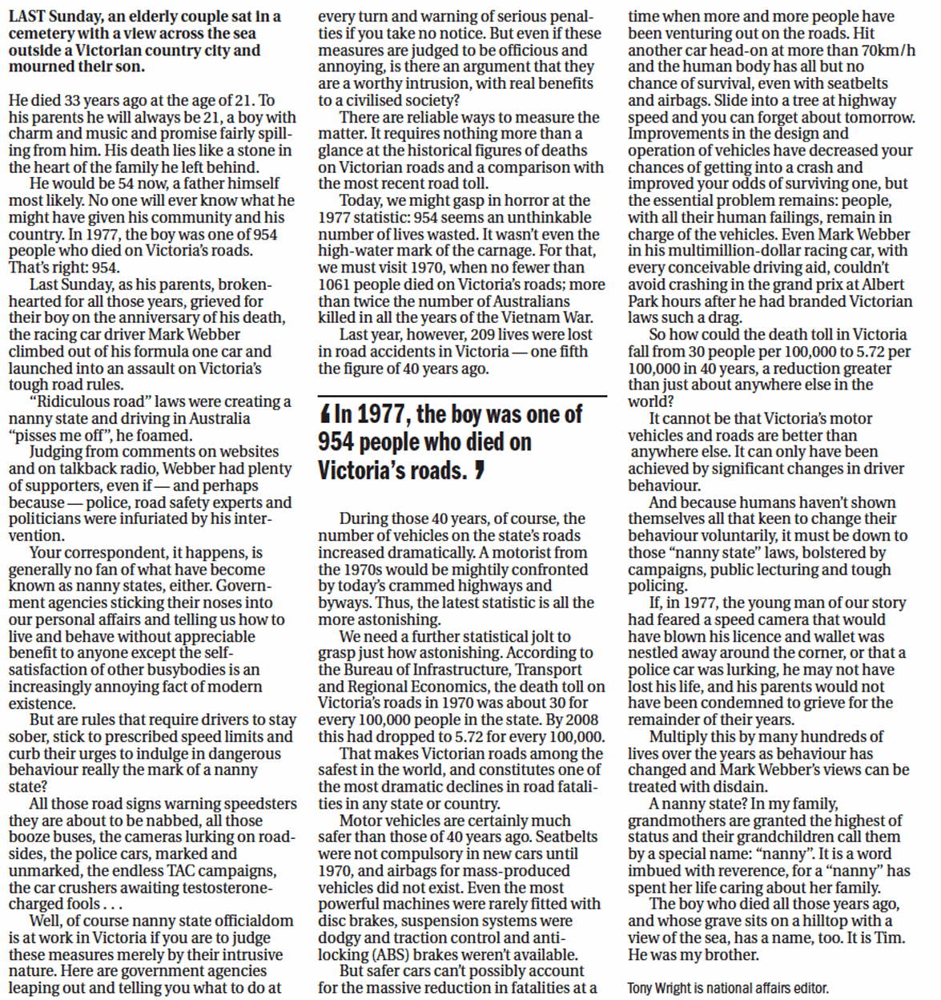 LAST Sunday, an elderly couple sat in a
cemetery with a view across the sea
outside a Victorian country city and
mourned their son.
He died 33 years ago at the age of 21. To
his parents he will always be 21, a boy with
charm and music and promise fairly spill-
ing from him. His death lies like a stone in
the heart of the family he left behind.
He would be 54 now, a father himself
most likely. No one will ever know what he
might have given his community and his
country. In 1977, the boy was one of 954
people who died on Victoria's roads.
That's right: 954.
Last Sunday, as his parents, broken-
hearted for all those years, grieved for
their boy on the anniversary of his death,
the racing car driver Mark Webber
climbed out of his formula one car and
launched into an assault on Victoria's
tough road rules.
“Ridiculous road” laws were creating a
nanny state and driving in Australia
“pisses me off”, he foamed.
Judging from comments on websites
and on talkback radio, Webber had plenty
of supporters, even if — and perhaps
because — police, road safety experts and
politicians were infuriated by his inter-
vention.
Your correspondent, it happens, is
generally no fan of what have become
known as nanny states, either. Govern-
ment agencies sticking their noses into
our personal affairs and telling us how to
live and behave without appreciable
benefit to anyone except the self-
satisfaction of other busybodies is an
increasingly annoying fact of modern
existence.
But are rules that require drivers to stay
sober, stick to prescribed speed limits and
curb their urges to indulge in dangerous
behaviour really the mark of a nanny
state?
All those road signs warning speedsters
they are about to be nabbed, all those
booze buses, the cameras lurking on road-
sides, the police cars, marked and
unmarked, the endless TAC campaigns,
the car crushers awaiting testosterone-
charged fools . . .
Well, of course nanny state officialdom
is at work in Victoria if you are to judge
these measures merely by their intrusive
nature. Here are government agencies
leaping out and telling you what to do at
every turn and warning of serious penal-
ties if you take no notice. But even if these
measures are judged to be officious and
annoying, is there an argument that they
are a worthy intrusion, with real benefits
to a civilised society?
There are reliable ways to measure the
matter. It requires nothing more than a
glance at the historical figures of deaths
on Victorian roads and a comparison with
the most recent road toll.
Today, we might gasp in horror at the
1977 statistic: 954 seems an unthinkable
number of lives wasted. It wasn't even the
high-water mark of the carnage. For that,
we must visit 1970, when no fewer than
1061 people died on Victoria's roads; more
than twice the number of Australians
killed in all the years of the Vietnam War.
Last year, however, 209 lives were lost
in road accidents in Victoria — one fifth
the figure of 40 years ago.
‘In 1977, the boy was one of
954 people who died on
Victoria's roads. ’
During those 40 years, of course, the
number of vehicles on the state's roads
increased dramatically. A motorist from
the 1970s would be mightily confronted
by today's crammed highways and
byways. Thus, the latest statistic is all the
more astonishing.
We need a further statistical jolt to
grasp just how astonishing. According to
the Bureau of Infrastructure, Transport
and Regional Economics, the death toll on
Victoria's roads in 1970 was about 30 for
every 100,000 people in the state. By 2008
this had dropped to 5.72 for every 100,000.
That makes Victorian roads among the
safest in the world, and constitutes one of
the most dramatic declines in road fatali-
ties in any state or country.
Motor vehicles are certainly much
safer than those of 40 years ago. Seatbelts
were not compulsory in new cars until
1970, and airbags for mass-produced
vehicles did not exist. Even the most
powerful machines were rarely fitted with
disc brakes, suspension systems were
dodgy and traction control and anti-
locking (ABS) brakes weren't available.
But safer cars can't possibly account
for the massive reduction in fatalities at a
time when more and more people have
been venturing out on the roads. Hit
another car head-on at more than 70km/h
and the human body has all but no
chance of survival, even with seatbelts
and airbags. Slide into a tree at highway
speed and you can forget about tomorrow.
Improvements in the design and
operation of vehicles have decreased your
chances of getting into a crash and
improved your odds of surviving one, but
the essential problem remains: people,
with all their human failings, remain in
charge of the vehicles. Even Mark Webber
in his multimillion-dollar racing car, with
every conceivable driving aid, couldn't
avoid crashing in the grand prix at Albert
Park hours after he had branded Victorian
laws such a drag.
So how could the death toll in Victoria
fall from 30 people per 100,000 to 5.72 per
100,000 in 40 years, a reduction greater
than just about anywhere else in the
world?
It cannot be that Victoria's motor
vehicles and roads are better than
anywhere else. It can only have been
achieved by significant changes in driver
behaviour.
And because humans haven't shown
themselves all that keen to change their
behaviour voluntarily, it must be down to
those “nanny state” laws, bolstered by
campaigns, public lecturing and tough
policing.
If, in 1977, the young man of our story
had feared a speed camera that would
have blown his licence and wallet was
nestled away around the corner, or that a
police car was lurking, he may not have
lost his life, and his parents would not
have been condemned to grieve for the
remainder of their years.
Multiply this by many hundreds of
lives over the years as behaviour has
changed and Mark Webber's views can be
treated with disdain.
A nanny state? In my family,
grandmothers are granted the highest of
status and their grandchildren call them
by a special name: “nanny”. It is a word
imbued with reverence, for a “nanny” has
spent her life caring about her family.
The boy who died all those years ago,
and whose grave sits on a hilltop with a
view of the sea, has a name, too. It is Tim.
He was my brother.
Tony Wright is national affairs editor.